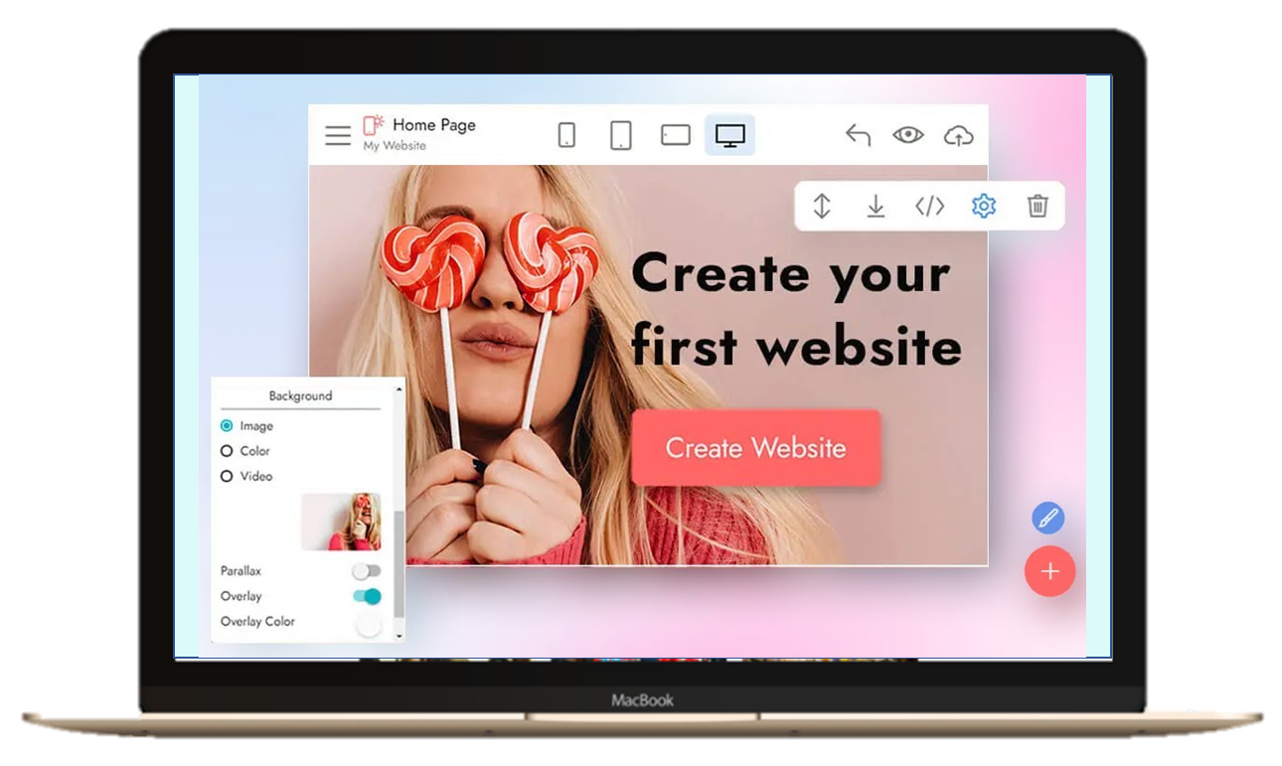 Home Page
My Website
Create your
first website
Create Website
Background
Image
Color
Video
Parallax
Overlay
Overlay Color
MacBook